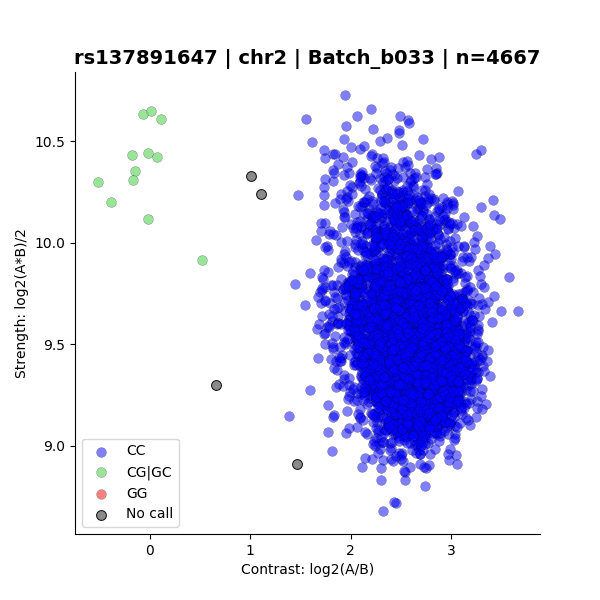 rs137891647 | chr2 | Batch_b033 | n=4667
Strength: log2(A*B)/2
10.5
10.0
9.5
9.0
CC
CG|GC
GG
No call
0 1 2 3
Contrast: log2(A/B)